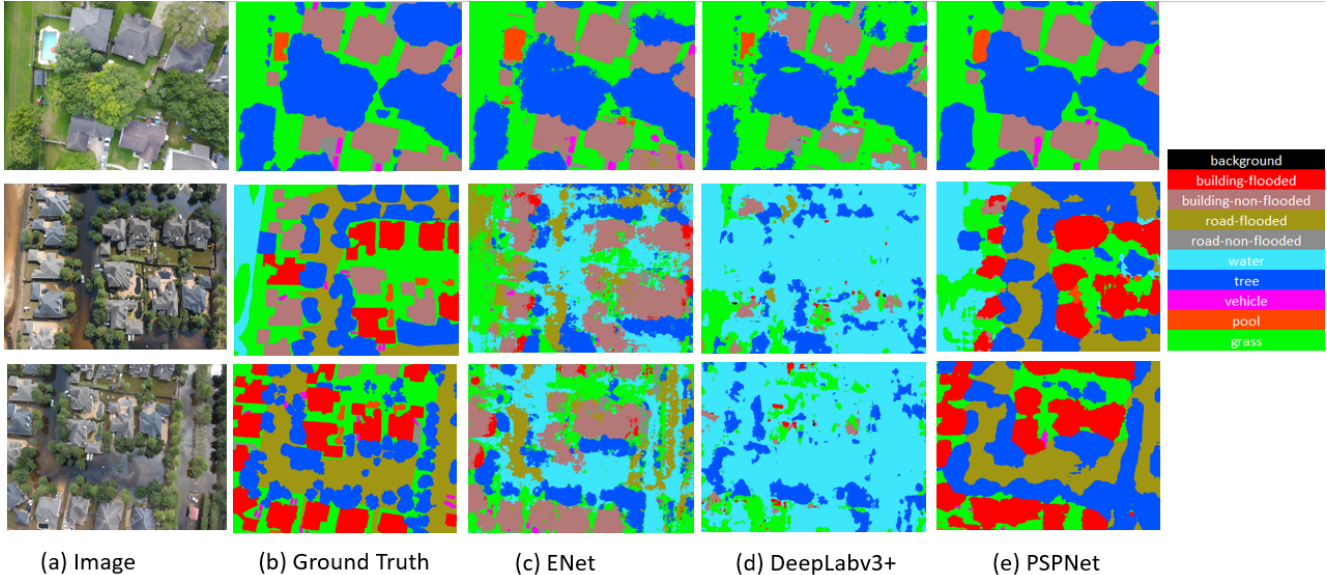 background
building-flooded
building-non-flooded
road-flooded
road-non-flooded
water
tree
vehicle
pool
grass
(a) Image
(b) Ground Truth
(c) ENet
(d) DeepLabv3+
(e) PSPNet